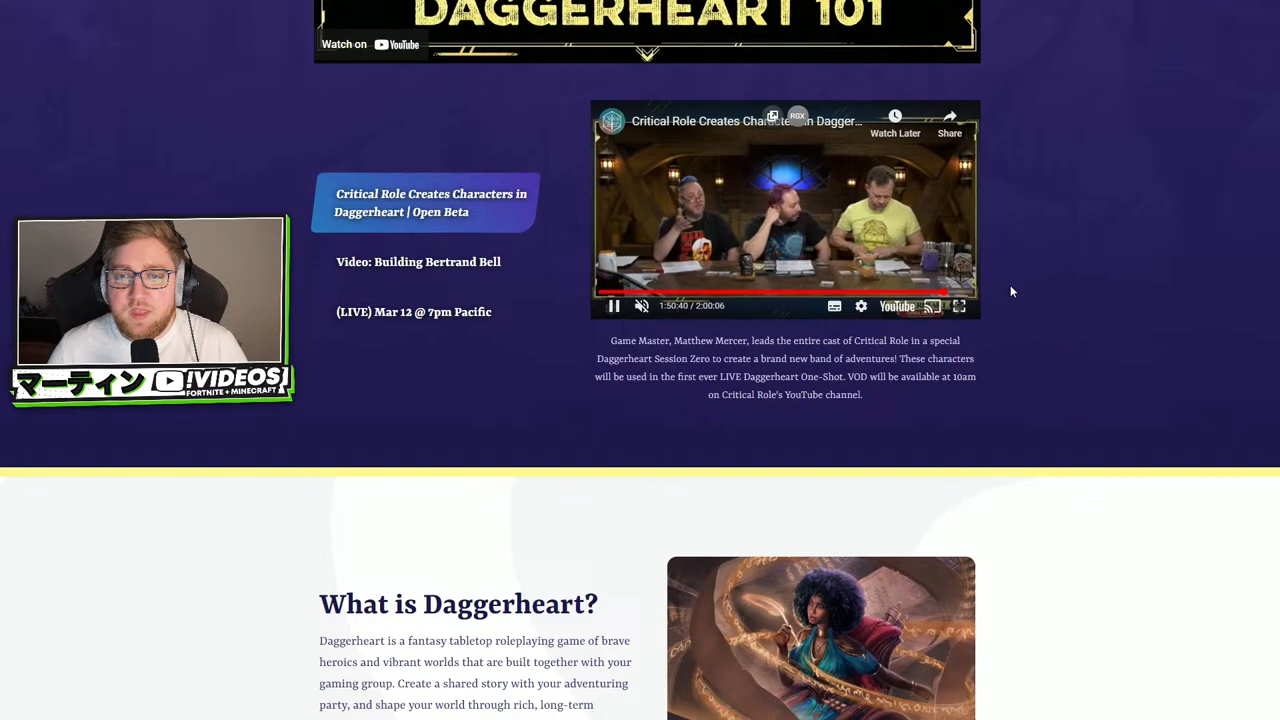 DAGGERHEART 101
Watch on YouTube
Critical Role Creates Characters in Dagger...
RGX
Watch Later
Share
Critical Role Creates Characters in
Daggerheart | Open Beta
Video: Building Bertrand Bell
(LIVE) Mar 12 @ 7pm Pacific
1:50:40 / 2:00:06
YouTube
Game Master, Matthew Mercer, leads the entire cast of Critical Role in a special
Daggerheart Session Zero to create a brand new band of adventures! These characters
will be used in the first ever LIVE Daggerheart One-Shot. VOD will be available at 10am
on Critical Role's YouTube channel.
マーティン
!VIDEOS
FORTNITE + MINECRAFT
What is Daggerheart?
Daggerheart is a fantasy tabletop roleplaying game of brave
heroics and vibrant worlds that are built together with your
gaming group. Create a shared story with your adventuring
party, and shape your world through rich, long-term